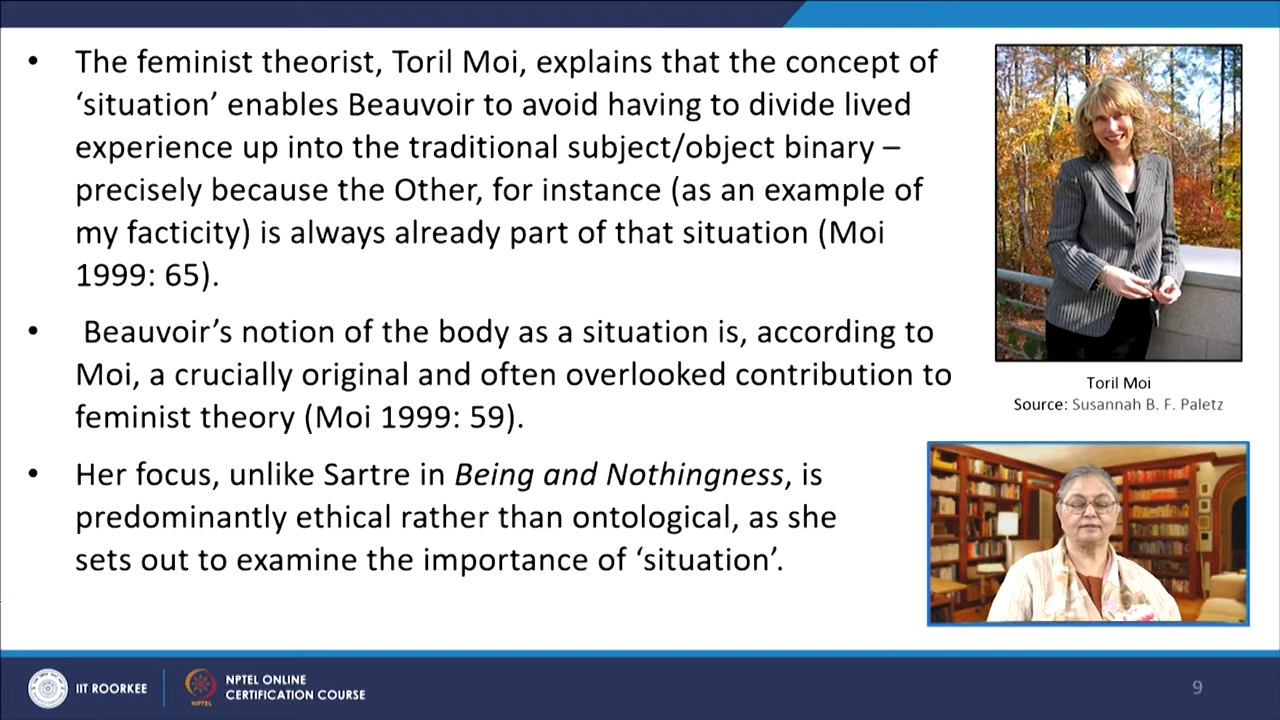 • The feminist theorist, Toril Moi, explains that the concept of
‘situation’ enables Beauvoir to avoid having to divide lived
experience up into the traditional subject/object binary –
precisely because the Other, for instance (as an example of
my facticity) is always already part of that situation (Moi
1999: 65).
• Beauvoir’s notion of the body as a situation is, according to
Moi, a crucially original and often overlooked contribution to
feminist theory (Moi 1999: 59).
• Her focus, unlike Sartre in Being and Nothingness, is
predominantly ethical rather than ontological, as she
sets out to examine the importance of ‘situation’.
Toril Moi
Source: Susannah B. F. Paletz
IIT ROORKEE
NPTEL
NPTEL ONLINE
CERTIFICATION COURSE
9